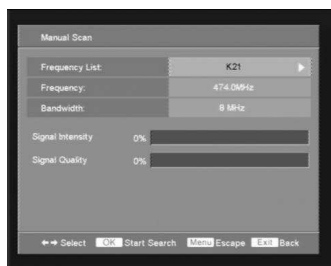 Manual Scan
Frequency List: K21
Frequency: 474.0MHz
Bandwidth: 8 MHz
Signal Intensity 0%
Signal Quality 0%
Select OK Start Search Menu Escape Exit Back